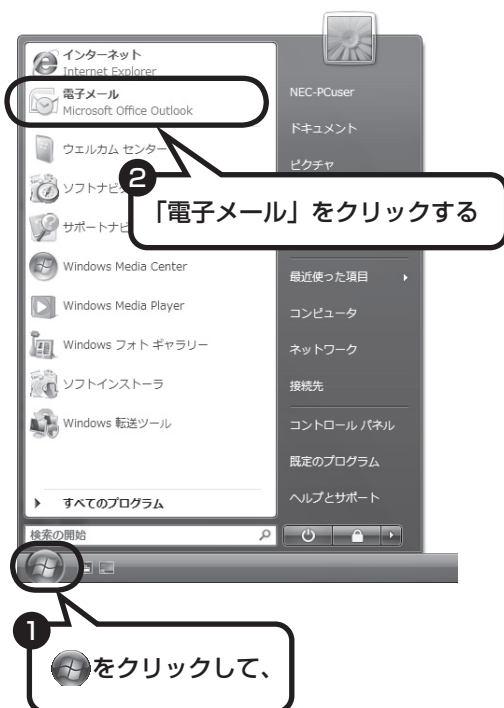 インターネット
Internet Explorer
電子メール
Microsoft Office Outlook
ウェルカム センター
サポートナビ
Windows Media Center
Windows Media Player
Windows フォト ギャラリー
ソフトインストーラ
Windows 転送ツール
すべてのプログラム
検索の開始
NEC-PCuser
ドキュメント
ピクチャ
最近使った項目
コンピュータ
ネットワーク
接続先
コントロール パネル
既定のプログラム
ヘルプとサポート
2
「電子メール」をクリックする
1
をクリックして、